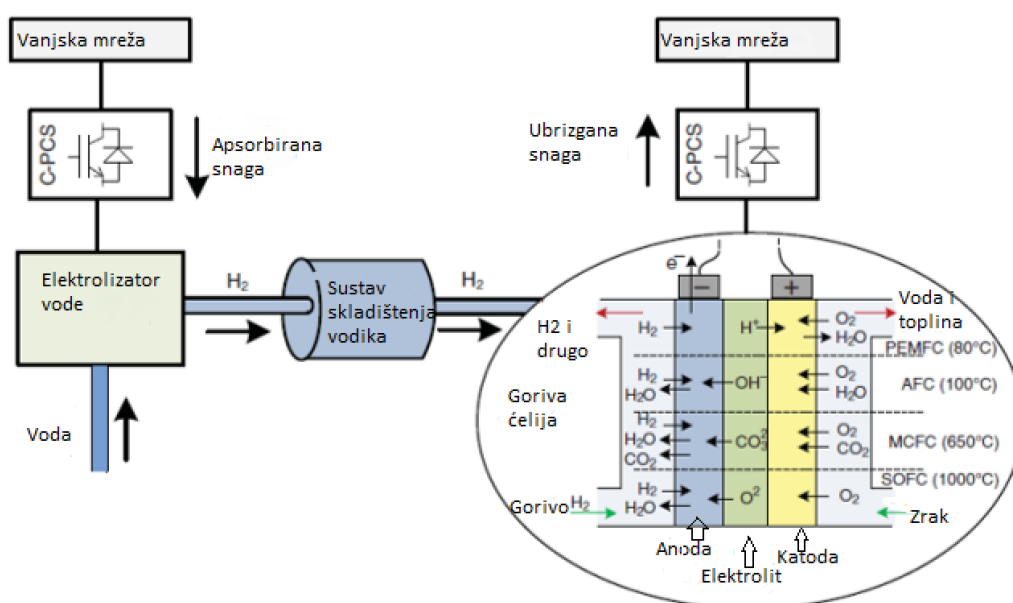 Vanjska mreža
C-PCS
Apsorbirana
snaga
Elektrolizator
vode
Voda
H₂
Sustav
skladištenja
vodika
H₂
Vanjska mreža
C-PCS
Ubrizgana
snaga
e⁻
−
+
H2 i
drugo
Voda i
toplina
H₂
H⁺
O₂
H₂O
PEMFC (80°C)
Goriva
ćelija
H₂
H₂O
OH⁻
O₂
H₂O
AFC (100°C)
H₂
H₂O
CO₂
CO₃²
O₂
CO₂
MCFC (650°C)
SOFC (1000°C)
Gorivo H₂
H₂
H₂O
O²
O₂
Zrak
Anoda
Elektrolit
Katoda